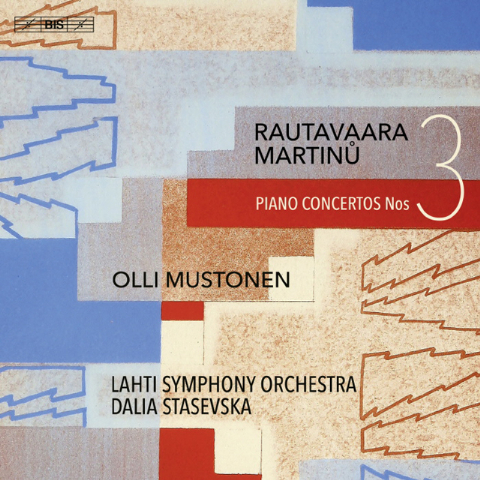 BIS
RAUTAVAARA
MARTINŮ
PIANO CONCERTOS Nos 3
OLLI MUSTONEN
LAHTI SYMPHONY ORCHESTRA
DALIA STASEVSKA